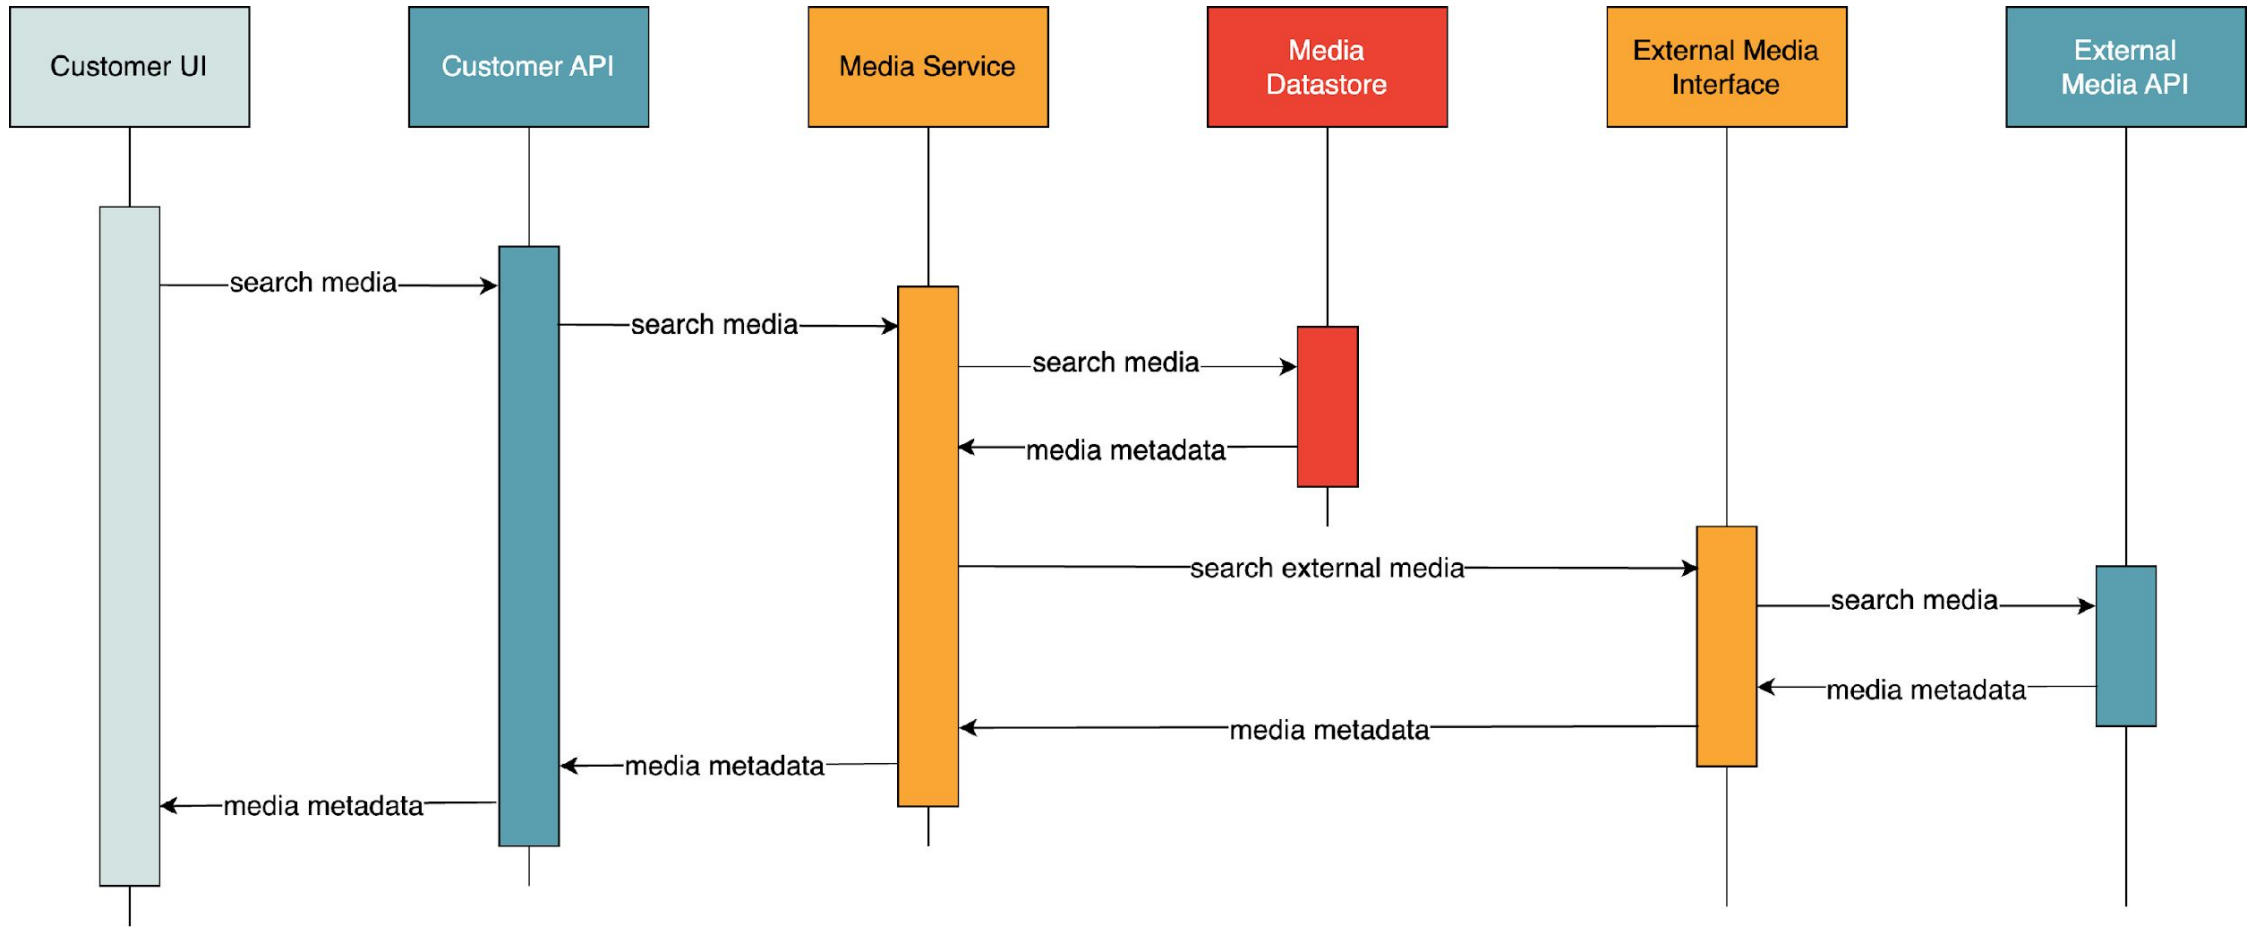 Customer UI
Customer API
Media Service
Media
Datastore
External Media
Interface
External
Media API
search media
search media
search media
media metadata
search external media
search media
media metadata
media metadata
media metadata
media metadata